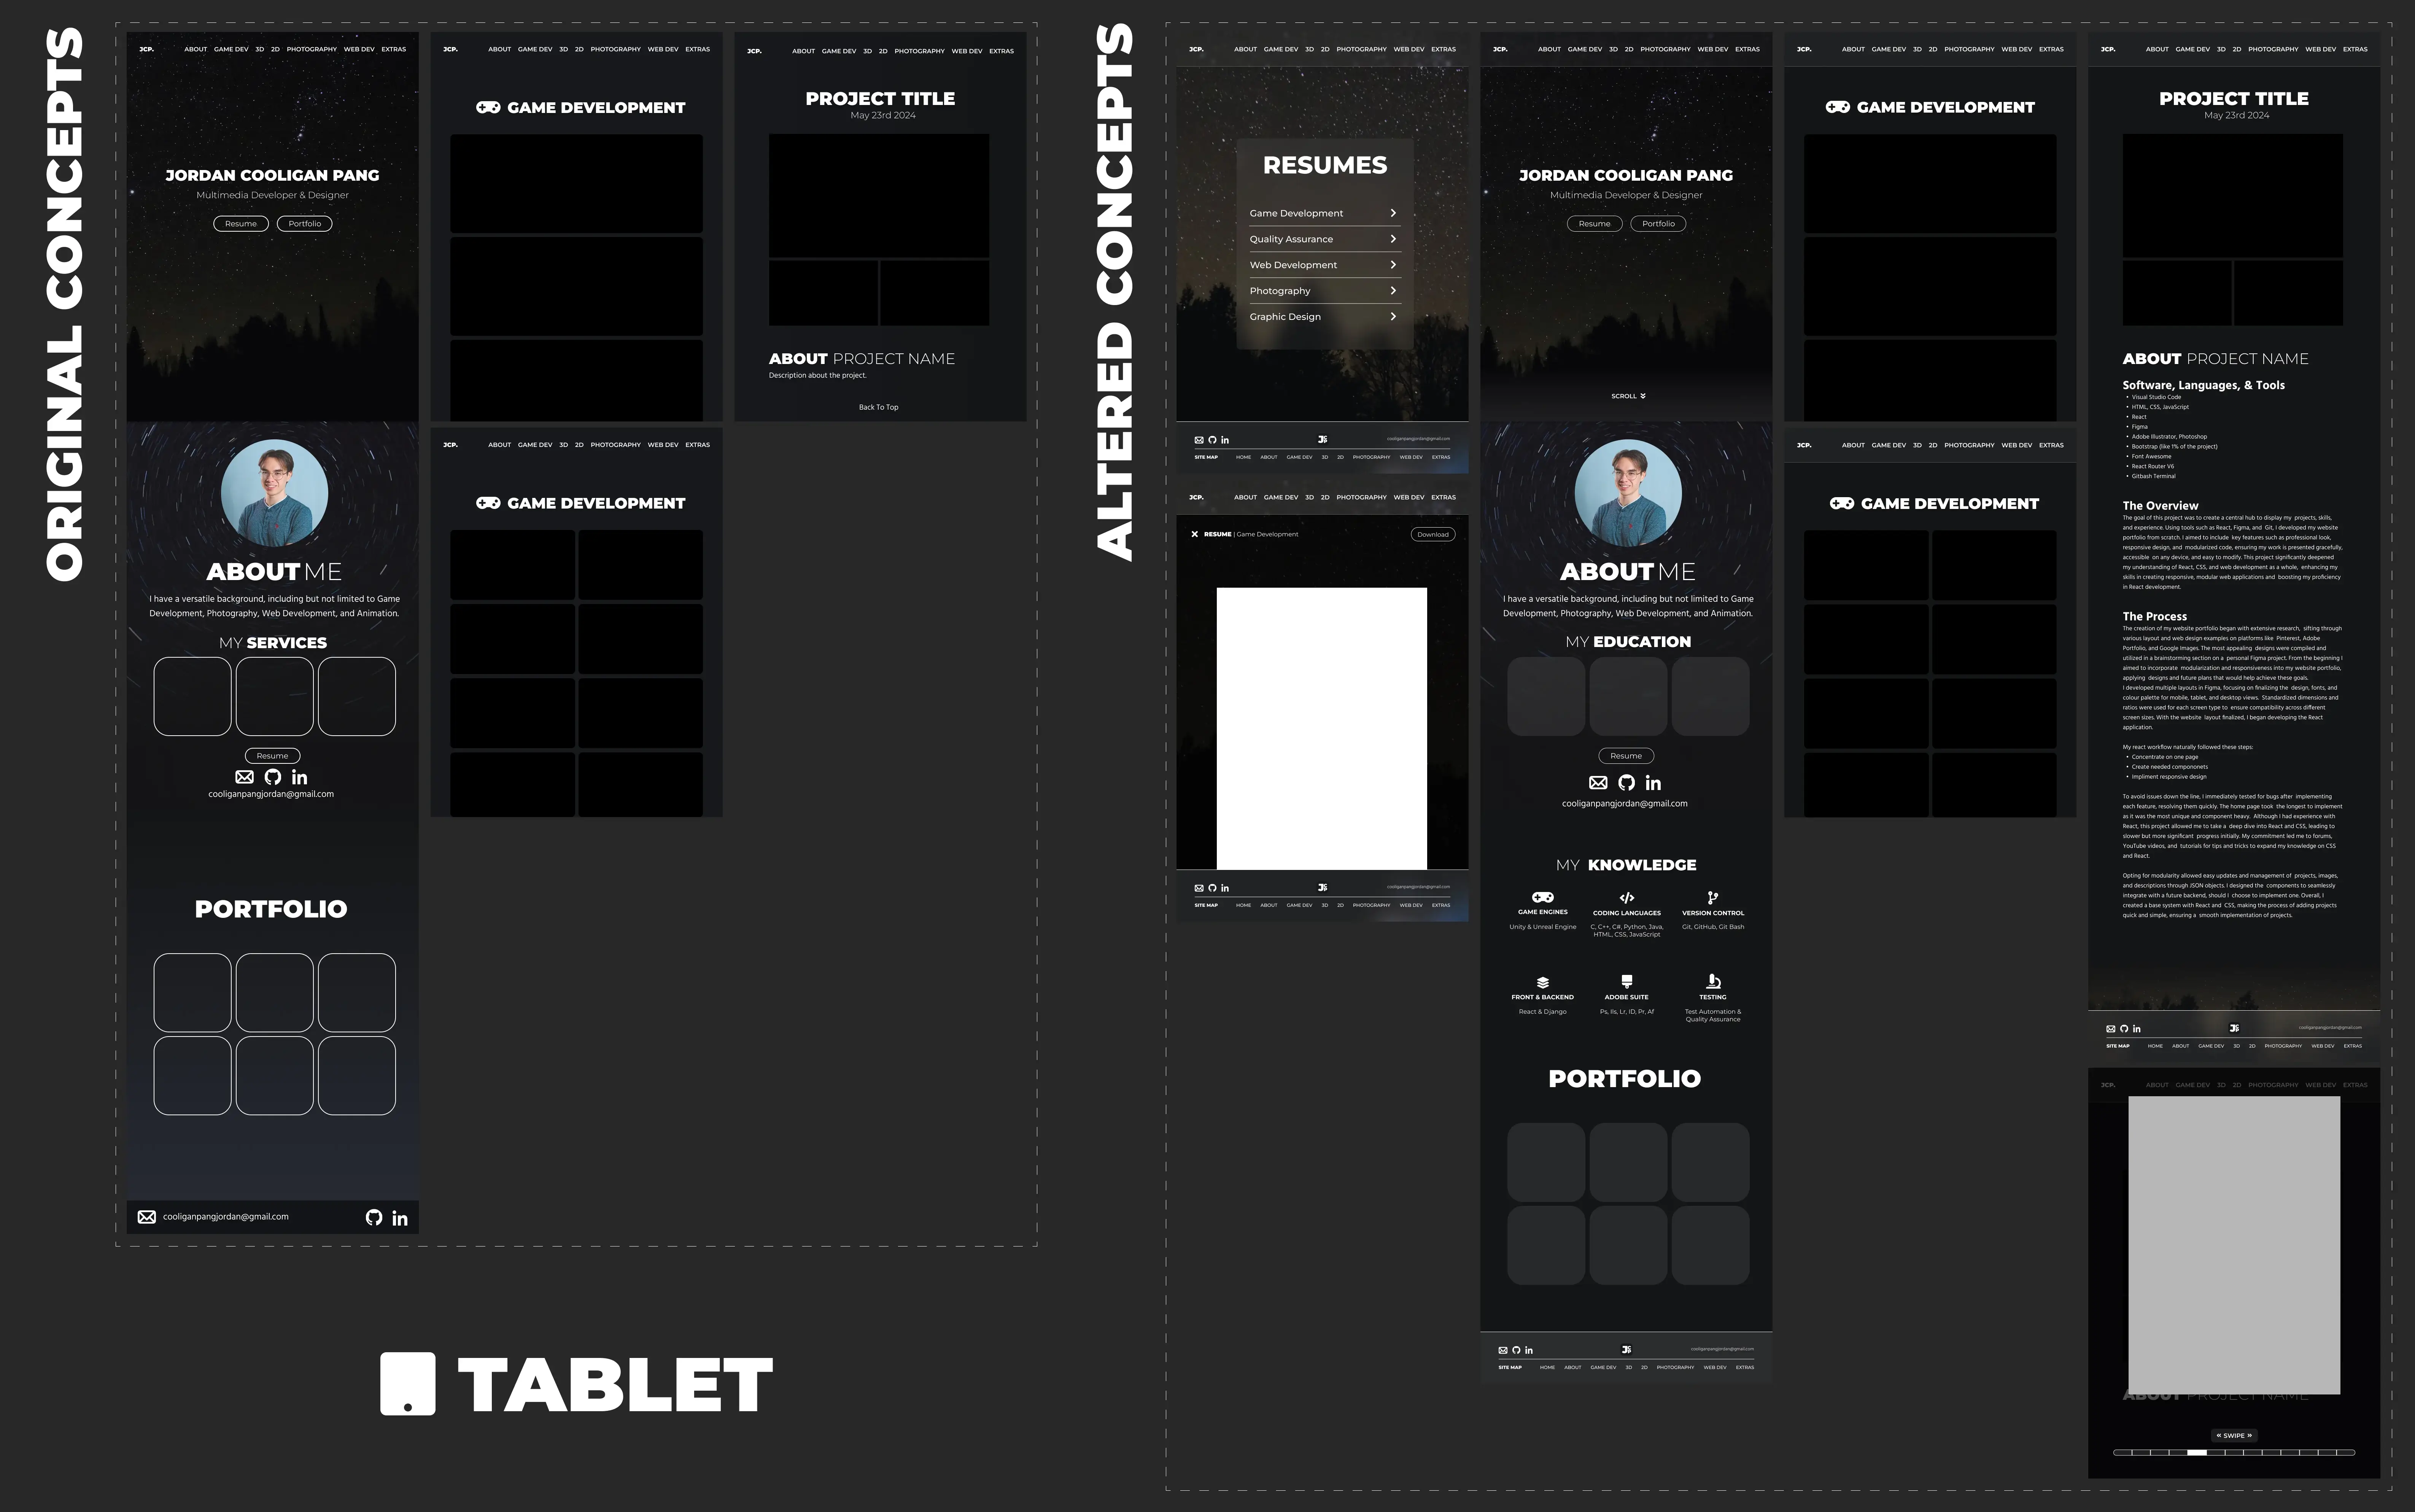 ORIGINAL CONCEPTS
JCP. ABOUT GAME DEV 3D 2D PHOTOGRAPHY WEB DEV EXTRAS
JORDAN COOLIGAN PANG
Multimedia Developer & Designer
Resume Portfolio
ABOUT ME
I have a versatile background, including but not limited to Game
Development, Photography, Web Development, and Animation.
MY SERVICES
Resume
in
cooliganpangjordan@gmail.com
PORTFOLIO
cooliganpangjordan@gmail.com in
JCP. ABOUT GAME DEV 3D 2D PHOTOGRAPHY WEB DEV EXTRAS
GAME DEVELOPMENT
JCP. ABOUT GAME DEV 3D 2D PHOTOGRAPHY WEB DEV EXTRAS
GAME DEVELOPMENT
JCP. ABOUT GAME DEV 3D 2D PHOTOGRAPHY WEB DEV EXTRAS
PROJECT TITLE
May 23rd 2024
ABOUT PROJECT NAME
Description about the project.
Back To Top
TABLET
ALTERED CONCEPTS
JCP. ABOUT GAME DEV 3D 2D PHOTOGRAPHY WEB DEV EXTRAS
RESUMES
Game Development
Quality Assurance
Web Development
Photography
Graphic Design
in cooliganpangjordan@gmail.com
SITE MAP HOME ABOUT GAME DEV 3D 2D PHOTOGRAPHY WEB DEV EXTRAS
JCP. ABOUT GAME DEV 3D 2D PHOTOGRAPHY WEB DEV EXTRAS
RESUME | Game Development Download
in cooliganpangjordan@gmail.com
SITE MAP HOME ABOUT GAME DEV 3D 2D PHOTOGRAPHY WEB DEV EXTRAS
JCP. ABOUT GAME DEV 3D 2D PHOTOGRAPHY WEB DEV EXTRAS
JORDAN COOLIGAN PANG
Multimedia Developer & Designer
Resume Portfolio
SCROLL
ABOUT ME
I have a versatile background, including but not limited to Game
Development, Photography, Web Development, and Animation.
MY EDUCATION
Resume
in
cooliganpangjordan@gmail.com
MY KNOWLEDGE
GAME ENGINES CODING LANGUAGES VERSION CONTROL
Unity & Unreal Engine C, C++, C#, Python, Java, Git, GitHub, Git Bash
HTML, CSS, JavaScript
FRONT & BACKEND ADOBE SUITE TESTING
React & Django Ps, Ils, Lr, ID, Pr, Af Test Automation &
Quality Assurance
PORTFOLIO
in cooliganpangjordan@gmail.com
SITE MAP HOME ABOUT GAME DEV 3D 2D PHOTOGRAPHY WEB DEV EXTRAS
JCP. ABOUT GAME DEV 3D 2D PHOTOGRAPHY WEB DEV EXTRAS
GAME DEVELOPMENT
JCP. ABOUT GAME DEV 3D 2D PHOTOGRAPHY WEB DEV EXTRAS
GAME DEVELOPMENT
JCP. ABOUT GAME DEV 3D 2D PHOTOGRAPHY WEB DEV EXTRAS
PROJECT TITLE
May 23rd 2024
ABOUT PROJECT NAME
Software, Languages, & Tools
• Visual Studio Code
• HTML, CSS, JavaScript
• React
• Figma
• Adobe Illustrator, Photoshop
• Bootstrap (like 1% of the project)
• Font Awesome
• React Router V6
• Gitbash Terminal
The Overview
The goal of this project was to create a central hub to display my projects, skills,
and experience. Using tools such as React, Figma, and Git, I developed my website
portfolio from scratch. I aimed to include key features such as professional look,
responsive design, and modularized code, ensuring my work is presented gracefully,
accessible on any device, and easy to modify. This project significantly deepened
my understanding of React, CSS, and web development as a whole, enhancing my
skills in creating responsive, modular web applications and boosting my proficiency
in React development.
The Process
The creation of my website portfolio began with extensive research, sifting through
various layout and web design examples on platforms like Pinterest, Adobe
Portfolio, and Google Images. The most appealing designs were compiled and
utilized in a brainstorming section on a personal Figma project. From the beginning I
aimed to incorporate modularization and responsiveness into my website portfolio,
applying designs and future plans that would help achieve these goals.
I developed multiple layouts in Figma, focusing on finalizing the design, fonts, and
colour palette for mobile, tablet, and desktop views. Standardized dimensions and
ratios were used for each screen type to ensure compatibility across different
screen sizes. With the website layout finalized, I began developing the React
application.
My react workflow naturally followed these steps:
• Concentrate on one page
• Create needed compononets
• Impliment responsive design
To avoid issues down the line, I immediately tested for bugs after implementing
each feature, resolving them quickly. The home page took the longest to implement
as it was the most unique and component heavy. Although I had experience with
React, this project allowed me to take a deep dive into React and CSS, leading to
slower but more significant progress initially. My commitment led me to forums,
YouTube videos, and tutorials for tips and tricks to expand my knowledge on CSS
and React.
Opting for modularity allowed easy updates and management of projects, images,
and descriptions through JSON objects. I designed the components to seamlessly
integrate with a future backend, should I choose to implement one. Overall, I
created a base system with React and CSS, making the process of adding projects
quick and simple, ensuring a smooth implementation of projects.
in cooliganpangjordan@gmail.com
SITE MAP HOME ABOUT GAME DEV 3D 2D PHOTOGRAPHY WEB DEV EXTRAS
JCP. ABOUT GAME DEV 3D 2D PHOTOGRAPHY WEB DEV EXTRAS
ABOUT PROJECT NAME
« SWIPE »